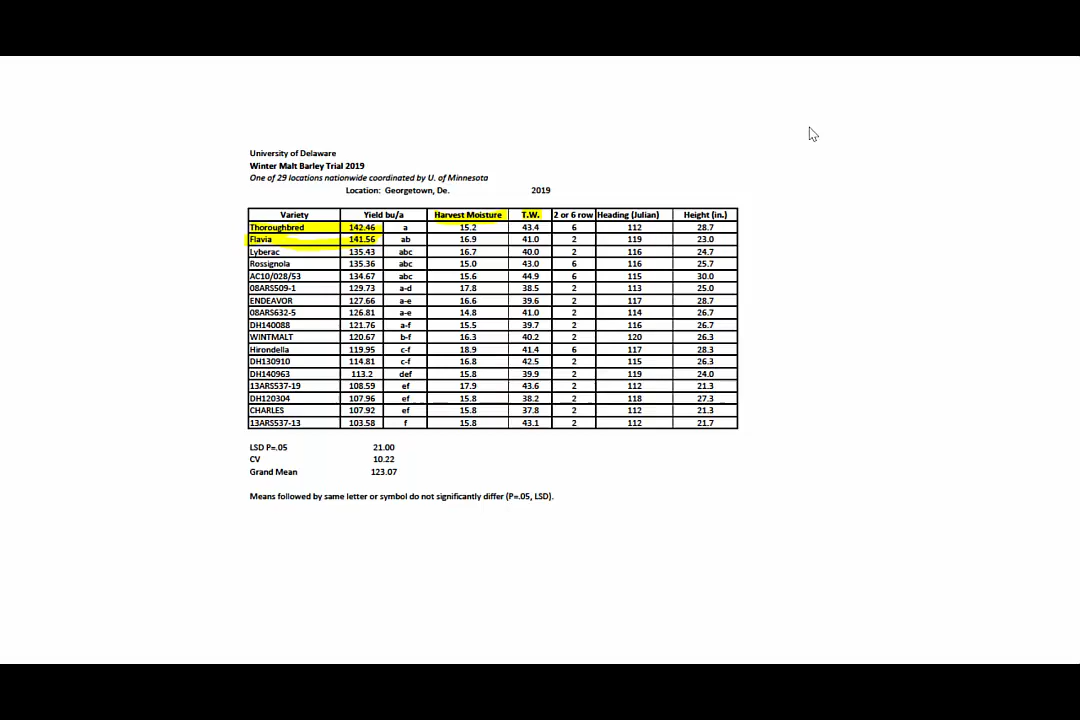 University of Delaware
Winter Malt Barley Trial 2019
One of 29 locations nationwide coordinated by U. of Minnesota
Location: Georgetown, De. 2019
Variety Yield bu/a Harvest Moisture T.W. 2 or 6 row Heading (Julian) Height (in.)
Thoroughbred 142.46 a 15.2 43.4 6 112 28.7
Flavia 141.56 ab 16.9 41.0 2 119 23.0
Lyberac 135.43 abc 16.7 40.0 2 116 24.7
Rossignola 135.36 abc 15.0 43.0 6 116 25.7
AC10/028/53 134.67 abc 15.6 44.9 6 115 30.0
08ARS509-1 129.73 a-d 17.8 38.5 2 113 25.0
ENDEAVOR 127.66 a-e 16.6 39.6 2 117 28.7
08ARS632-5 126.81 a-e 14.8 41.0 2 114 26.7
DH140088 121.76 a-f 15.5 39.7 2 116 26.7
WINTMALT 120.67 b-f 16.3 40.2 2 120 26.3
Hirondella 119.95 c-f 18.9 41.4 6 117 28.3
DH130910 114.81 c-f 16.8 42.5 2 115 26.3
DH140963 113.2 def 15.8 39.9 2 119 24.0
13ARS537-19 108.59 ef 17.9 43.6 2 112 21.3
DH120304 107.96 ef 15.8 38.2 2 118 27.3
CHARLES 107.92 ef 15.8 37.8 2 112 21.3
13ARS537-13 103.58 f 15.8 43.1 2 112 21.7
LSD P=.05 21.00
CV 10.22
Grand Mean 123.07
Means followed by same letter or symbol do not significantly differ (P=.05, LSD).